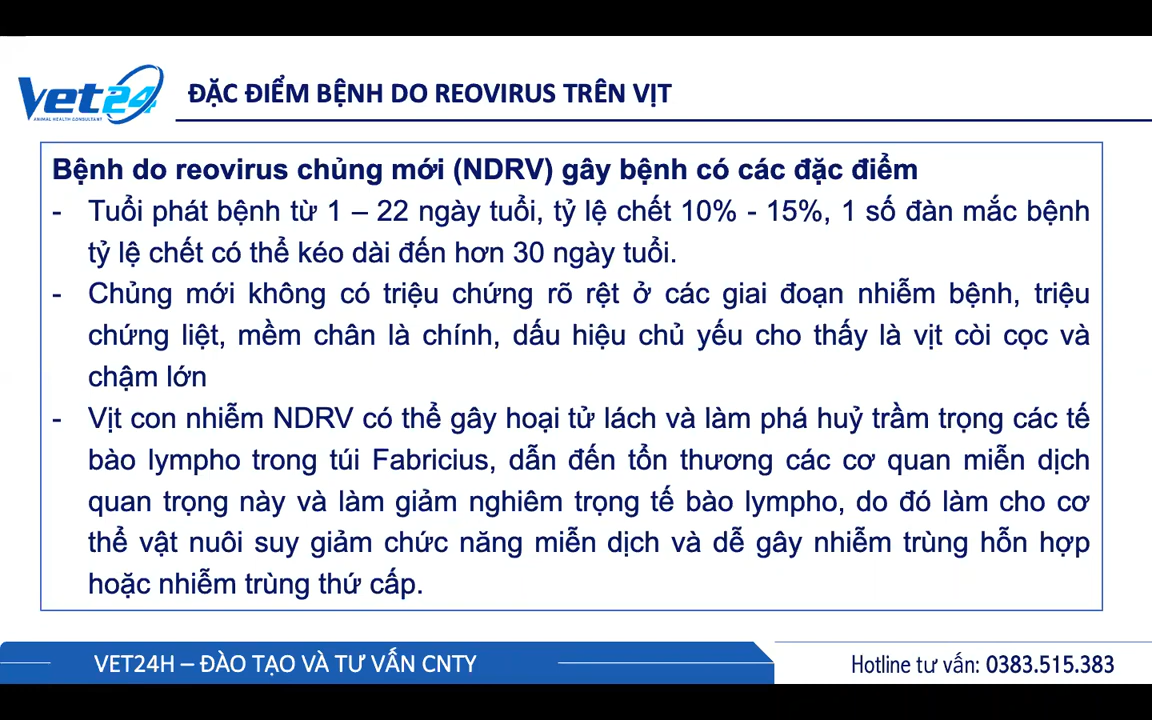 Vet24
ANIMAL HEALTH CONSULTANT
ĐẶC ĐIỂM BỆNH DO REOVIRUS TRÊN VỊT
Bệnh do reovirus chủng mới (NDRV) gây bệnh có các đặc điểm
- Tuổi phát bệnh từ 1 – 22 ngày tuổi, tỷ lệ chết 10% - 15%, 1 số đàn mắc bệnh
tỷ lệ chết có thể kéo dài đến hơn 30 ngày tuổi.
- Chủng mới không có triệu chứng rõ rệt ở các giai đoạn nhiễm bệnh, triệu
chứng liệt, mềm chân là chính, dấu hiệu chủ yếu cho thấy là vịt còi cọc và
chậm lớn
- Vịt con nhiễm NDRV có thể gây hoại tử lách và làm phá huỷ trầm trọng các tế
bào lympho trong túi Fabricius, dẫn đến tổn thương các cơ quan miễn dịch
quan trọng này và làm giảm nghiêm trọng tế bào lympho, do đó làm cho cơ
thể vật nuôi suy giảm chức năng miễn dịch và dễ gây nhiễm trùng hỗn hợp
hoặc nhiễm trùng thứ cấp.
VET24H – ĐÀO TẠO VÀ TƯ VẤN CNTY
Hotline tư vấn: 0383.515.383